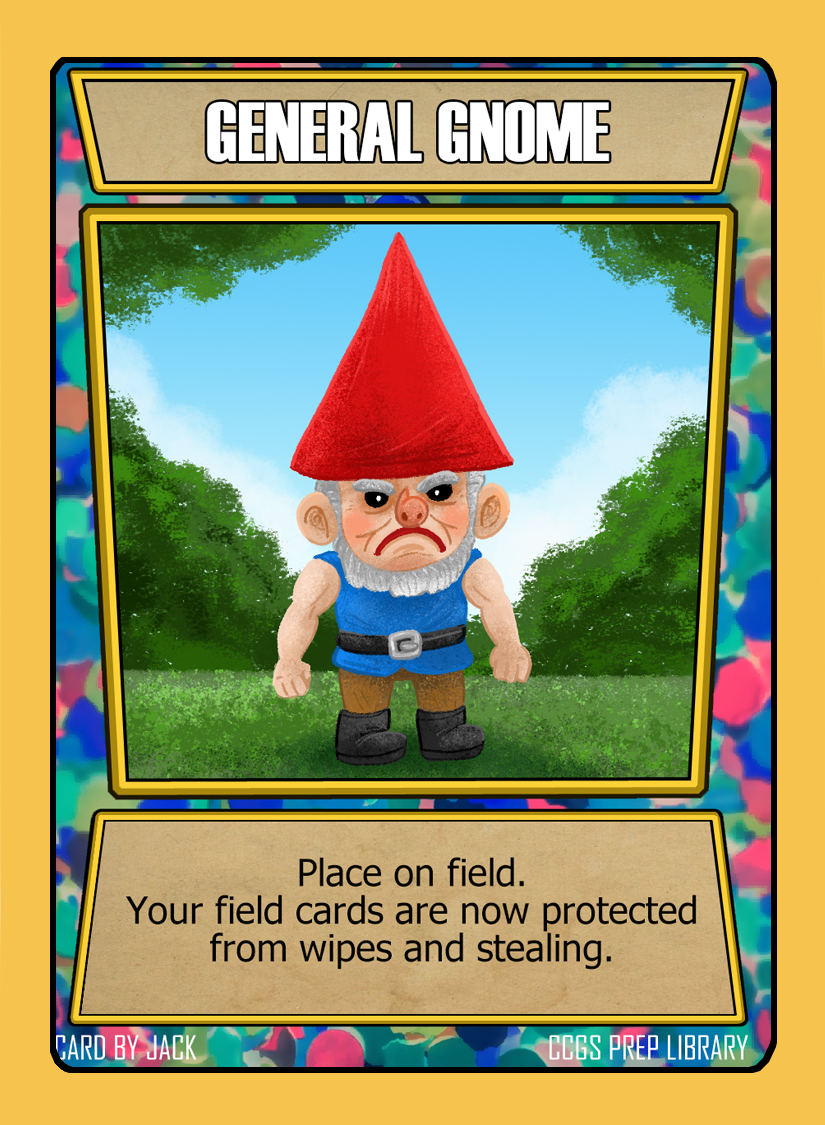 GENERAL GNOME
Place on field.
Your field cards are now protected
from wipes and stealing.
CARD BY JACK
CCGS PREP LIBRARY